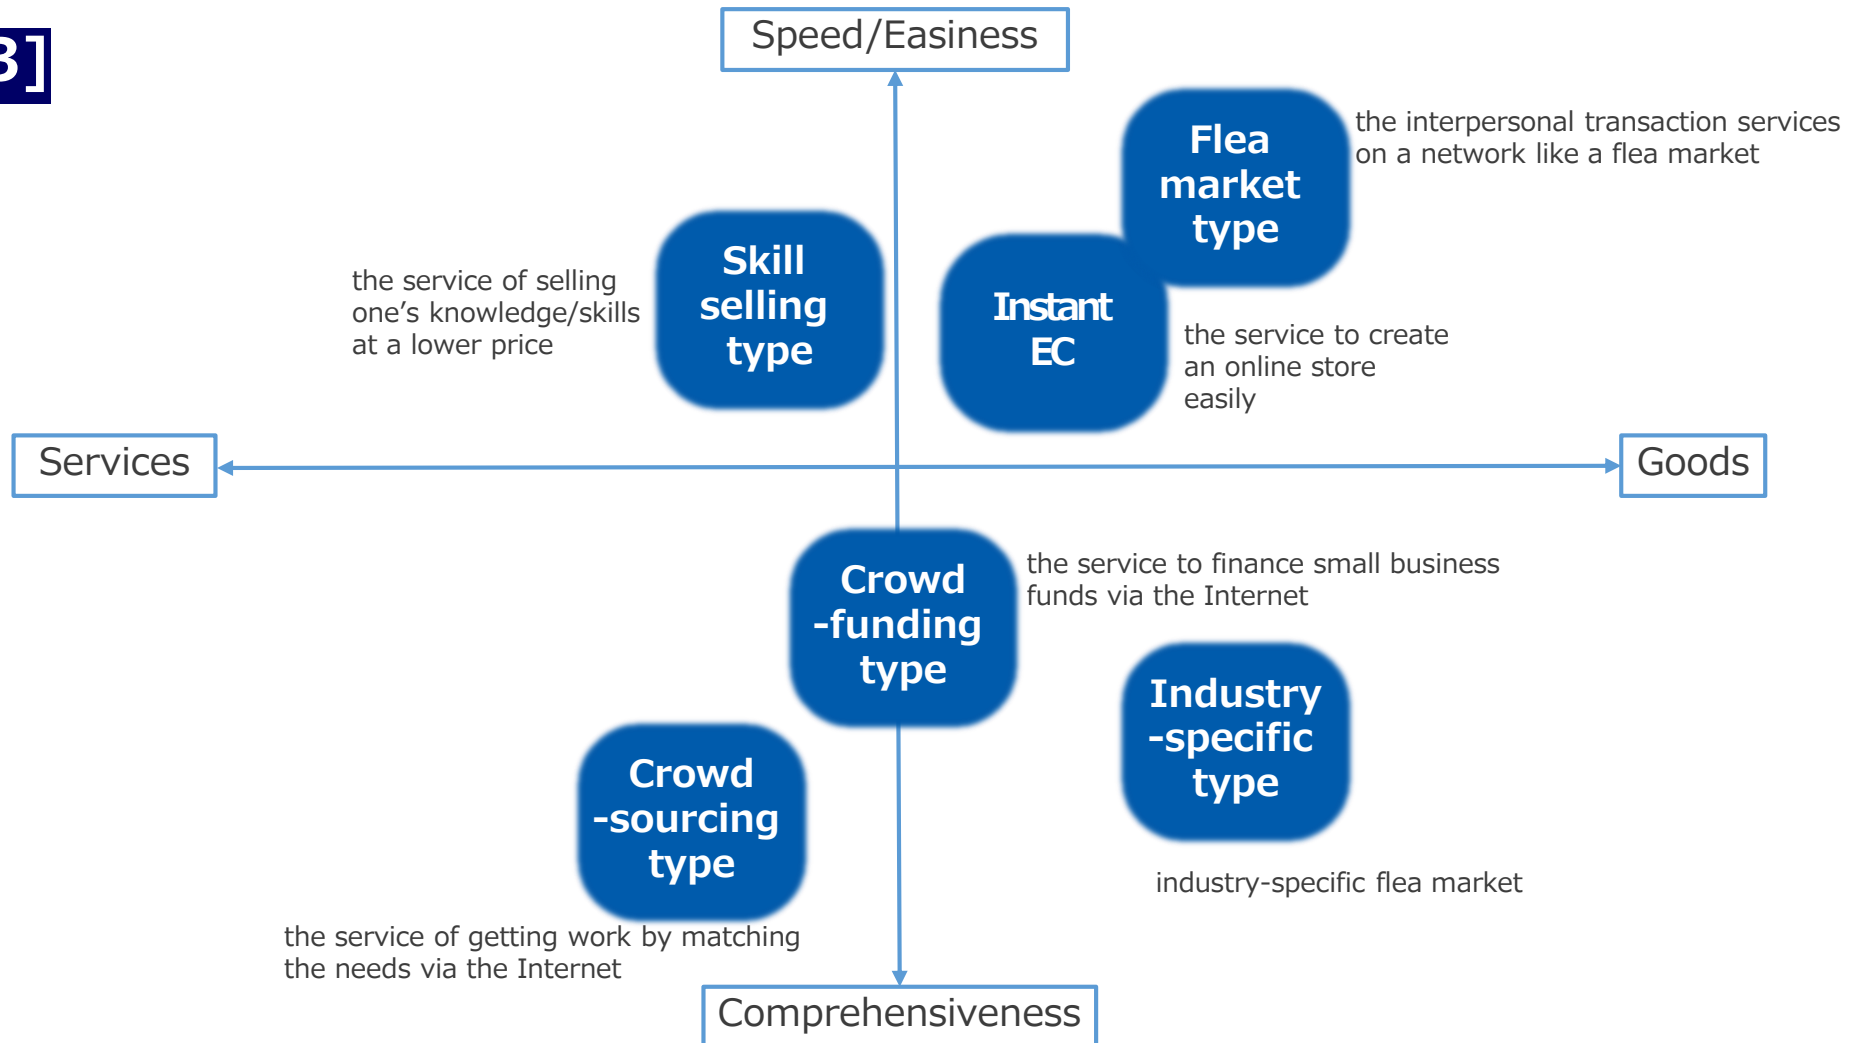 3]
Speed/Easiness
Flea
market
type
the interpersonal transaction services
on a network like a flea market
Skill
selling
type
the service of selling
one’s knowledge/skills
at a lower price
Instant
EC
the service to create
an online store
easily
Services
Goods
Crowd
-funding
type
the service to finance small business
funds via the Internet
Industry
-specific
type
industry-specific flea market
Crowd
-sourcing
type
the service of getting work by matching
the needs via the Internet
Comprehensiveness